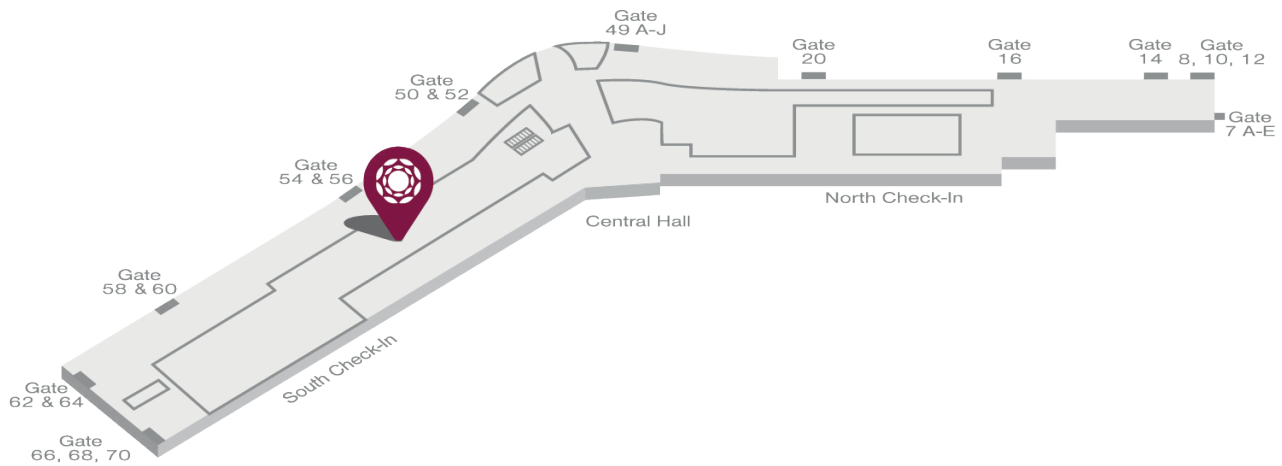 Gate
49 A-J
Gate
20
Gate
16
Gate
14
Gate
8, 10, 12
Gate
7 A-E
Gate
50 & 52
Gate
54 & 56
North Check-In
Central Hall
Gate
58 & 60
South Check-In
Gate
62 & 64
Gate
66, 68, 70